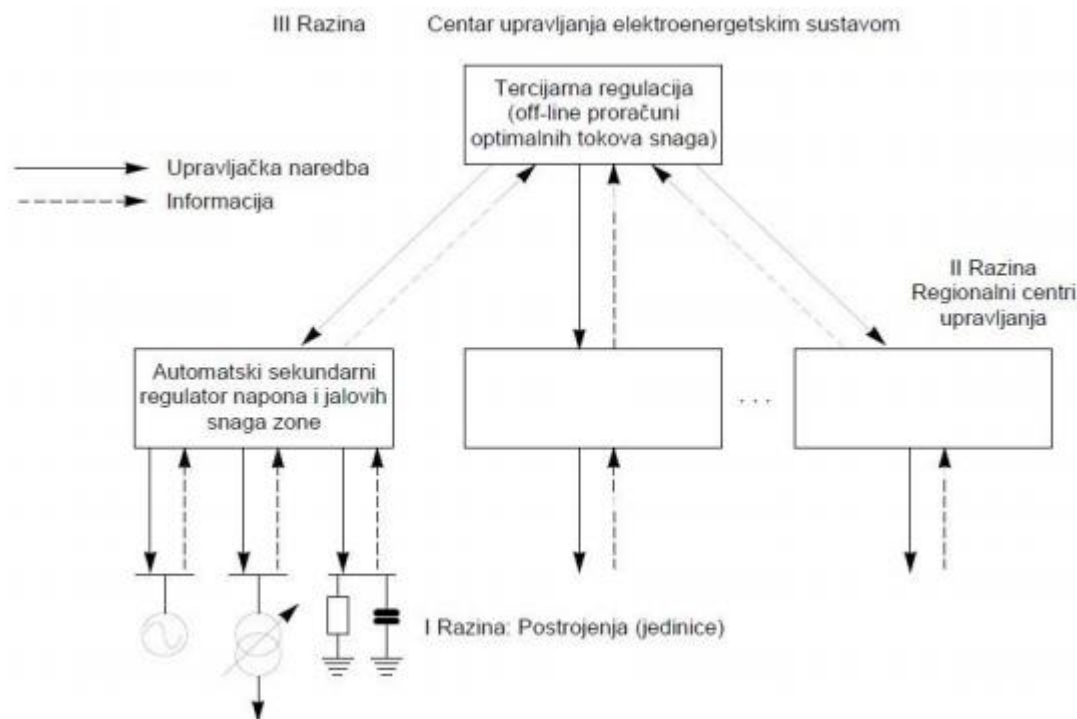 III Razina Centar upravljanja elektroenergetskim sustavom
Tercijarna regulacija
(off-line proračuni
optimalnih tokova snaga)
Upravljačka naredba
Informacija
II Razina
Regionalni centri
upravljanja
Automatski sekundarni
regulator napona i jalovih
snaga zone
. . .
I Razina: Postrojenja (jedinice)